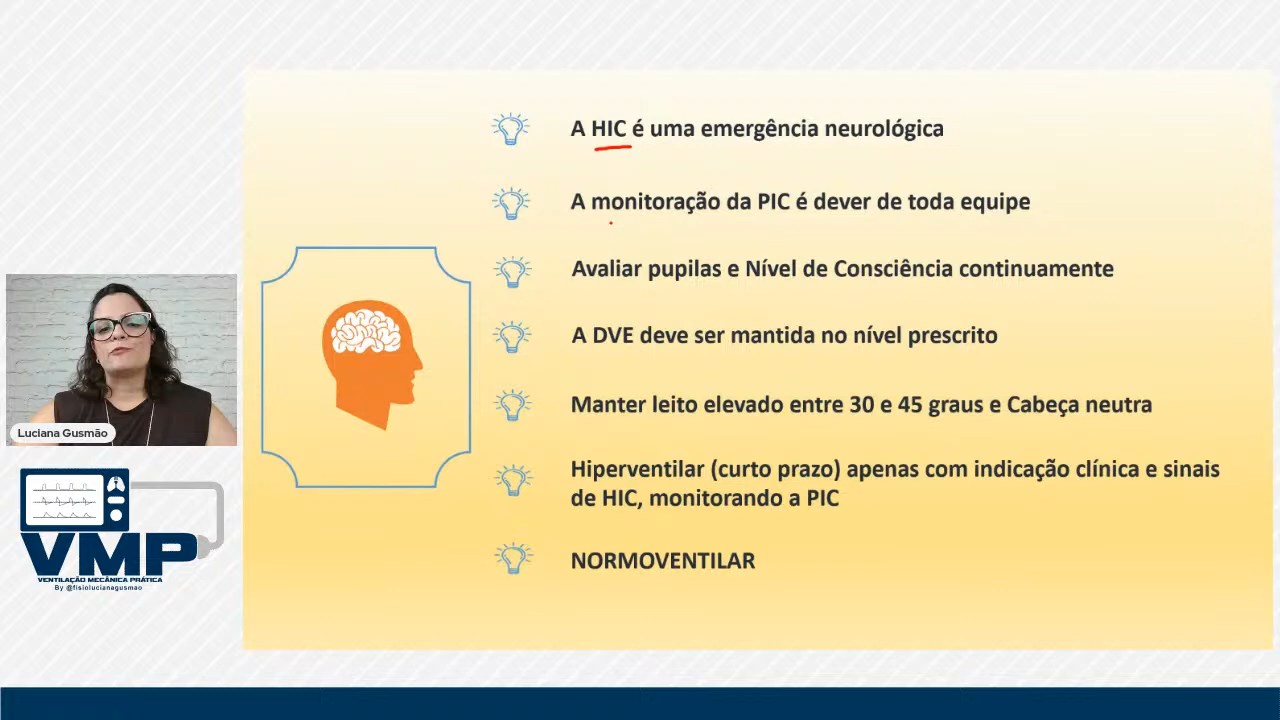 A HIC é uma emergência neurológica
A monitoração da PIC é dever de toda equipe
Avaliar pupilas e Nível de Consciência continuamente
A DVE deve ser mantida no nível prescrito
Manter leito elevado entre 30 e 45 graus e Cabeça neutra
Hiperventilar (curto prazo) apenas com indicação clínica e sinais
de HIC, monitorando a PIC
NORMOVENTILAR
Luciana Gusmão
VMP
VENTILAÇÃO MECÂNICA PRÁTICA
By @fisiolucianagusmao